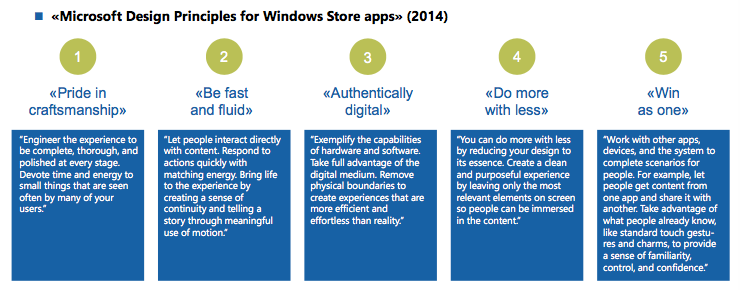 «Microsoft Design Principles for Windows Store apps» (2014)
1
«Pride in
craftsmanship»
"Engineer the experience to
be complete, thorough, and
polished at every stage.
Devote time and energy to
small things that are seen
often by many of your
users."
2
«Be fast
and fluid»
"Let people interact directly
with content. Respond to
actions quickly with
matching energy. Bring life
to the experience by
creating a sense of
continuity and telling a
story through meaningful
use of motion."
3
«Authentically
digital»
"Exemplify the capabilities
of hardware and software.
Take full advantage of the
digital medium. Remove
physical boundaries to
create experiences that are
more efficient and
effortless than reality."
4
«Do more
with less»
"You can do more with less
by reducing your design to
its essence. Create a clean
and purposeful experience
by leaving only the most
relevant elements on screen
so people can be immersed
in the content."
5
«Win
as one»
"Work with other apps,
devices, and the system to
complete scenarios for
people. For example, let
people get content from
one app and share it with
another. Take advantage of
what people already know,
like standard touch gestu-
res and charms, to provide
a sense of familiarity,
control, and confidence."